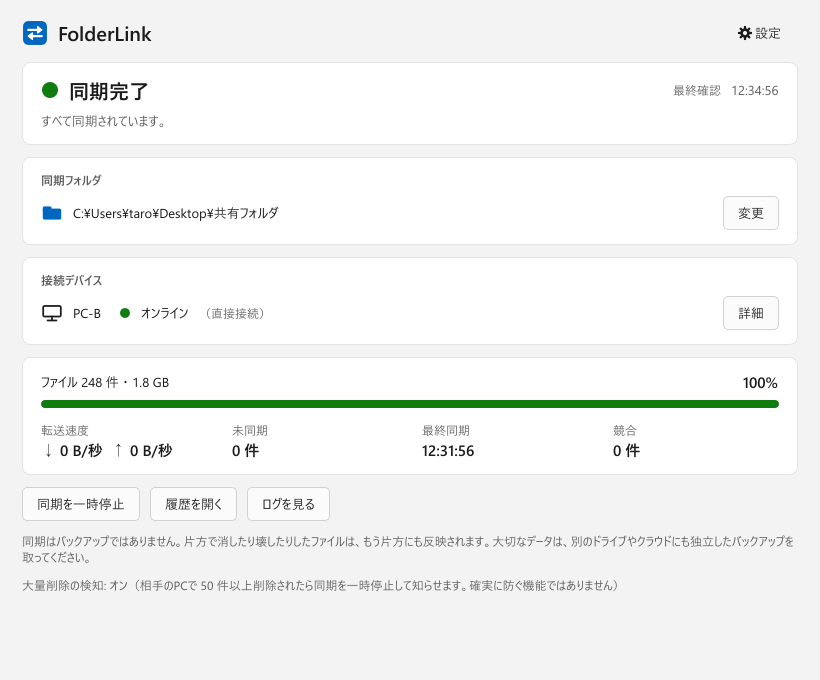 FolderLink
設定
同期完了
最終確認 12:34:56
すべて同期されています。
同期フォルダ
C:¥Users¥taro¥Desktop¥共有フォルダ
変更
接続デバイス
PC-B オンライン （直接接続）
詳細
ファイル 248 件・1.8 GB
100%
転送速度 未同期 最終同期 競合
↓ 0 B/秒 ↑ 0 B/秒 0 件 12:31:56 0 件
同期を一時停止 履歴を開く ログを見る
同期はバックアップではありません。片方で消したり壊したりしたファイルは、もう片方にも反映されます。大切なデータは、別のドライブやクラウドにも独立したバックアップを
取ってください。
大量削除の検知: オン（相手のPCで 50 件以上削除されたら同期を一時停止して知らせます。確実に防ぐ機能ではありません）